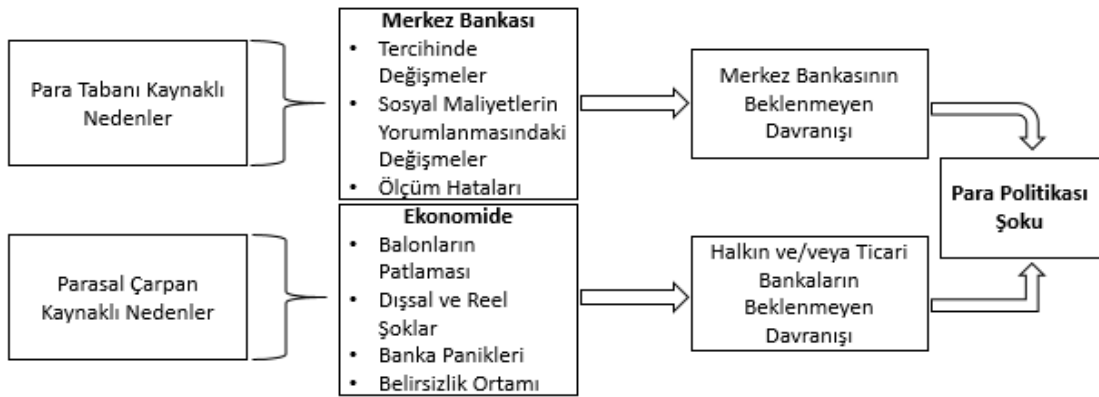 Para Tabanı Kaynaklı
Nedenler
Merkez Bankası
• Tercihinde
Değişmeler
• Sosyal Maliyetlerin
Yorumlanmasındaki
Değişmeler
• Ölçüm Hataları
Merkez Bankasının
Beklenmeyen
Davranışı
Para Politikası
Şoku
Parasal Çarpan
Kaynaklı Nedenler
Ekonomide
• Balonların
Patlaması
• Dışsal ve Reel
Şoklar
• Banka Panikleri
• Belirsizlik Ortamı
Halkın ve/veya Ticari
Bankaların
Beklenmeyen
Davranışı